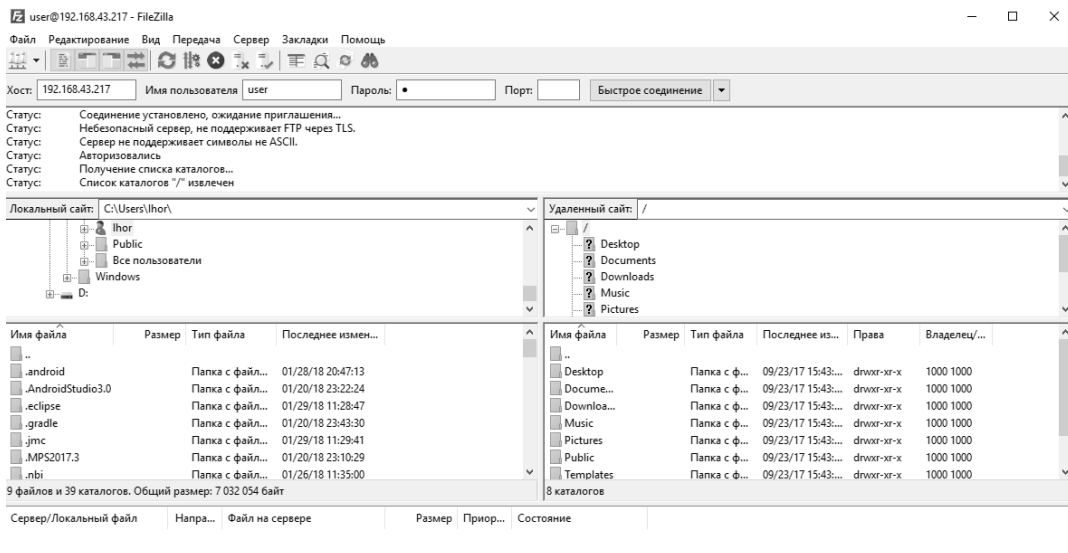 user@192.168.43.217 - FileZilla
Файл Редактирование Вид Передача Сервер Закладки Помощь
Хост: 192.168.43.217 Имя пользователя user Пароль: ● Порт: Быстрое соединение
Статус: Соединение установлено, ожидание приглашения...
Статус: Небезопасный сервер, не поддерживает FTP через TLS.
Статус: Сервер не поддерживает символы не ASCII.
Статус: Авторизовались
Статус: Получение списка каталогов...
Статус: Список каталогов "/" извлечен
Локальный сайт: C:\Users\Ihor\
Ihor
Public
Все пользователи
Windows
D:
Удаленный сайт: /
/
Desktop
Documents
Downloads
Music
Pictures
Имя файла Размер Тип файла Последнее измен...
..
.android Папка с файл... 01/28/18 20:47:13
.AndroidStudio3.0 Папка с файл... 01/20/18 23:22:24
.eclipse Папка с файл... 01/29/18 11:28:47
.gradle Папка с файл... 01/20/18 23:43:30
.jmc Папка с файл... 01/29/18 11:29:41
.MPS2017.3 Папка с файл... 01/20/18 23:10:29
.nbi Папка с файл... 01/26/18 11:35:00
9 файлов и 39 каталогов. Общий размер: 7 032 054 байт
Имя файла Размер Тип файла Последнее из... Права Владелец/...
..
Desktop Папка с ф... 09/23/17 15:43:... drwxr-xr-x 1000 1000
Docume... Папка с ф... 09/23/17 15:43:... drwxr-xr-x 1000 1000
Downloa... Папка с ф... 09/23/17 15:43:... drwxr-xr-x 1000 1000
Music Папка с ф... 09/23/17 15:43:... drwxr-xr-x 1000 1000
Pictures Папка с ф... 09/23/17 15:43:... drwxr-xr-x 1000 1000
Public Папка с ф... 09/23/17 15:43:... drwxr-xr-x 1000 1000
Templates Папка с ф... 09/23/17 15:43:... drwxr-xr-x 1000 1000
8 каталогов
Сервер/Локальный файл Напра... Файл на сервере Размер Приор... Состояние